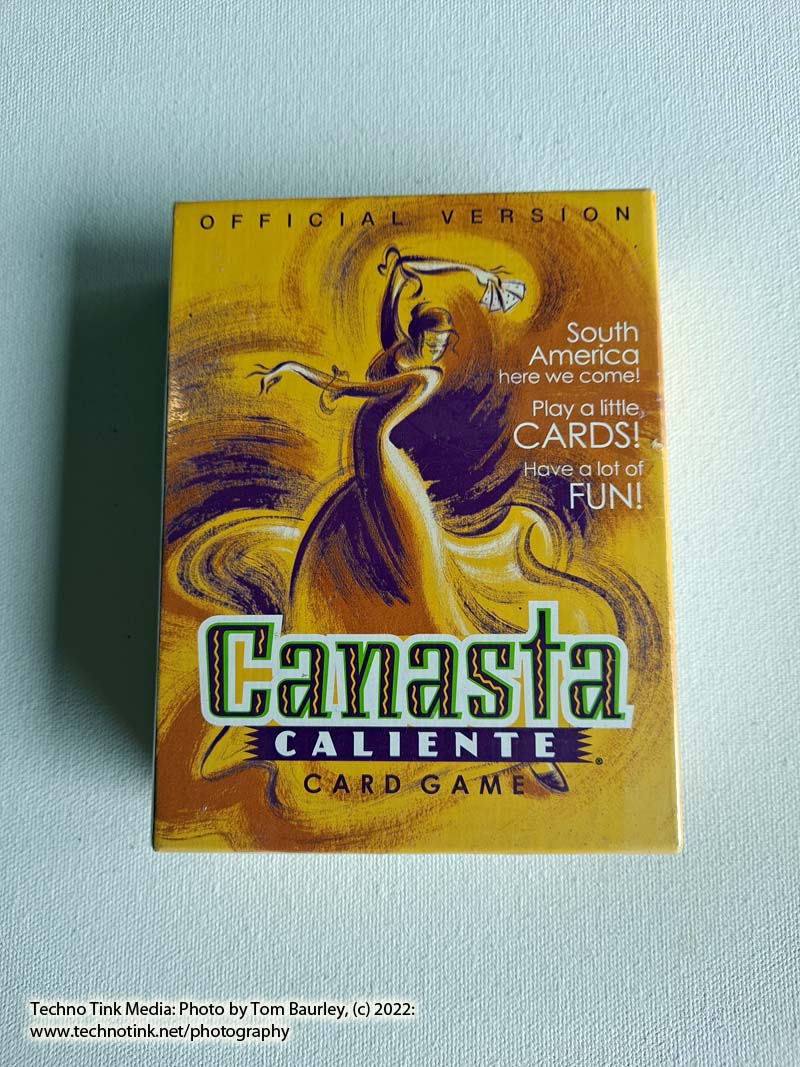 OFFICIAL VERSION
South
America
here we come!
Play a little
CARDS!
Have a lot of
FUN!
Canasta
CALIENTE®
CARD GAME
Techno Tink Media: Photo by Tom Baurley, (c) 2022:
www.technotink.net/photography